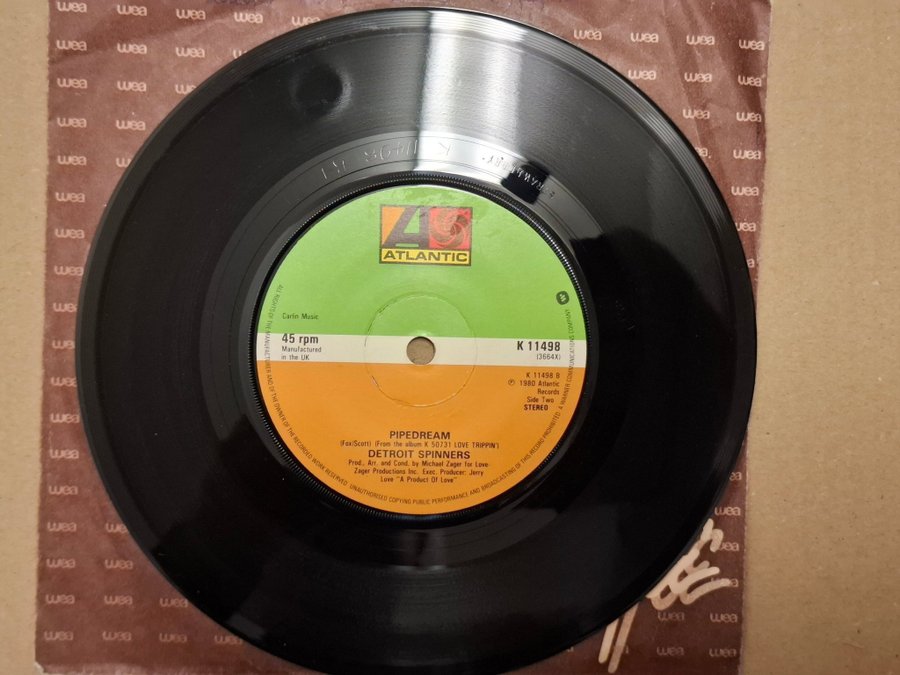 wea
ATLANTIC
Carlin Music
45 rpm
Manufactured
in the UK
K 11498
(3664X)
K 11498 B
℗ 1980 Atlantic
Records
Side Two
STEREO
PIPEDREAM
(Fox/Scott) (From the album K 50731 LOVE TRIPPIN')
DETROIT SPINNERS
Prod., Arr. and Cond. by Michael Zager for Love-
Zager Productions Inc. Exec. Producer: Jerry
Love "A Product Of Love"
ALL RIGHTS OF THE MANUFACTURER AND OF THE OWNER OF THE RECORDED WORK RESERVED. UNAUTHORISED COPYING PUBLIC PERFORMANCE AND BROADCASTING OF THIS RECORD PROHIBITED. A WARNER COMMUNICATIONS COMPANY